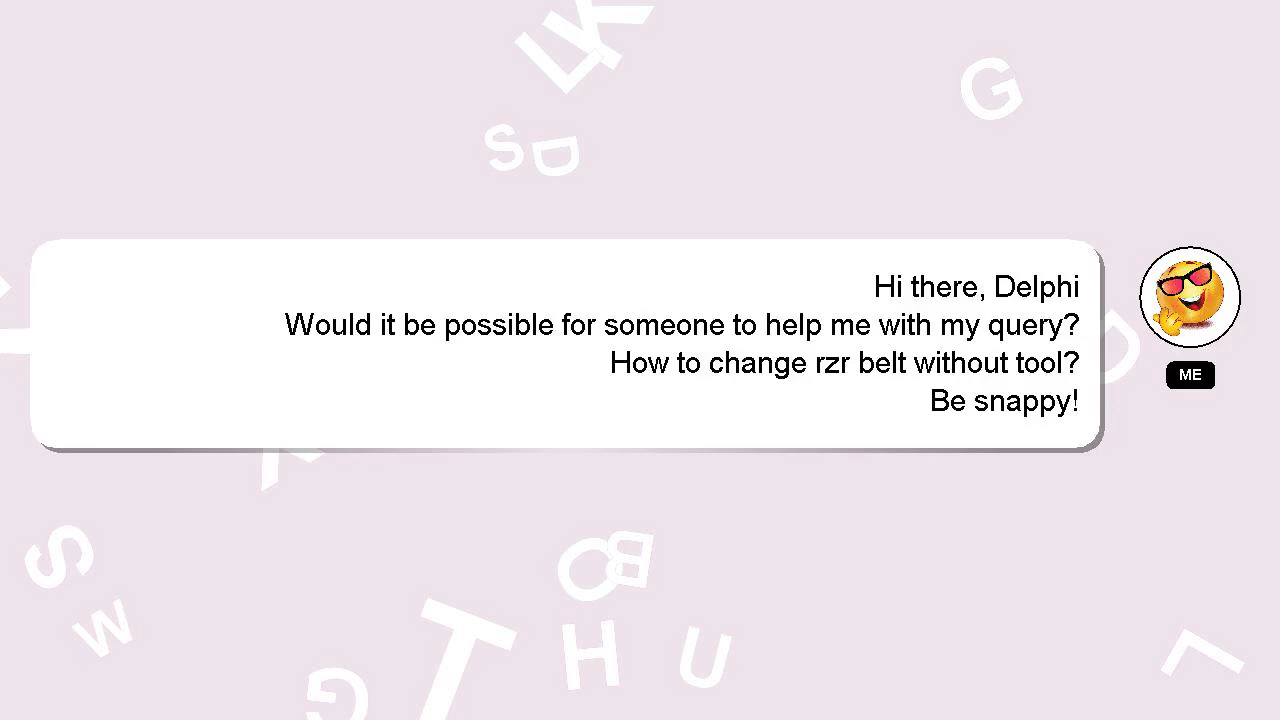 Hi there, Delphi
Would it be possible for someone to help me with my query?
How to change rzr belt without tool?
Be snappy!
ME
L
K
S
D
G
D
S
W
G
T
C
B
H
U
L